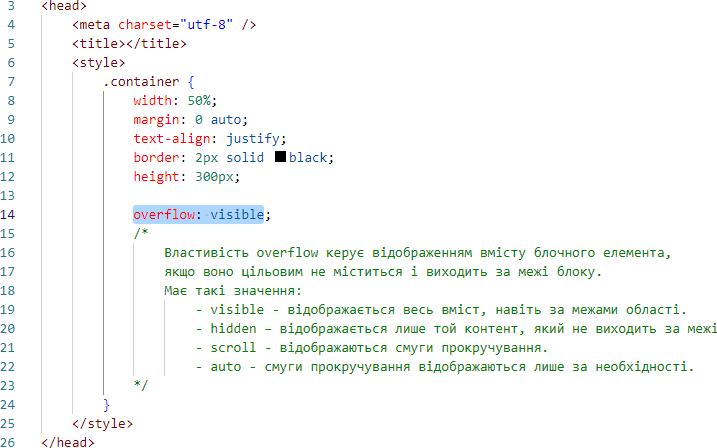 3 <head>
4 <meta charset="utf-8" />
5 <title></title>
6 <style>
7 .container {
8 width: 50%;
9 margin: 0 auto;
10 text-align: justify;
11 border: 2px solid black;
12 height: 300px;
13
14 overflow: visible;
15 /*
16 Властивість overflow керує відображенням вмісту блочного елемента,
17 якщо воно цільовим не міститься і виходить за межі блоку.
18 Має такі значення:
19 - visible - відображається весь вміст, навіть за межами області.
20 - hidden – відображається лише той контент, який не виходить за межі
21 - scroll - відображаються смуги прокручування.
22 - auto - смуги прокручування відображаються лише за необхідності.
23 */
24 }
25 </style>
26 </head>